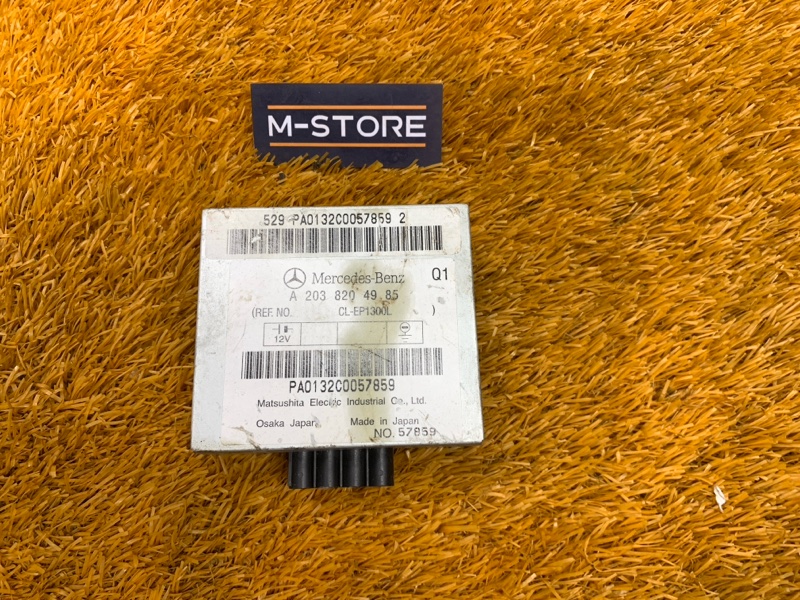 M-STORE
529 PA0132C0057859 2
Mercedes-Benz Q1
A 203 820 49 85
(REF. NO. CL-EP1300L )
12V
PA0132C0057859
Matsushita Electric Industrial Co., Ltd.
Osaka Japan Made in Japan
NO. 57859